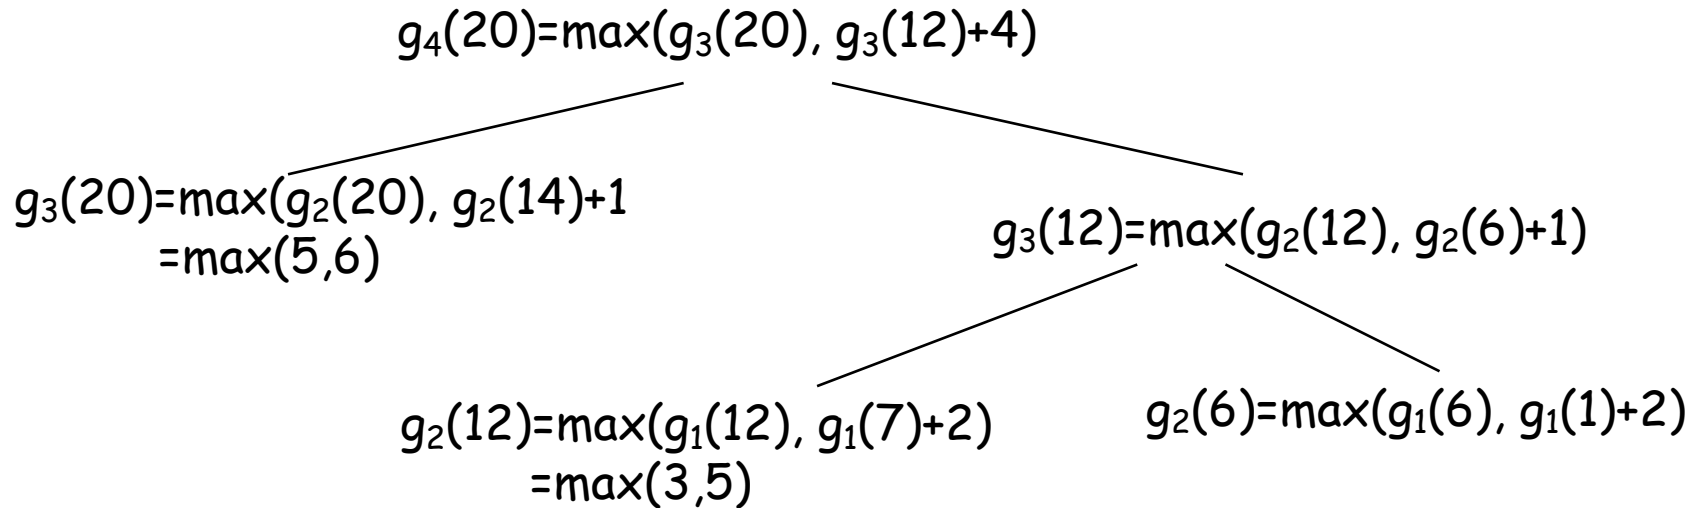 g₄(20)=max(g₃(20), g₃(12)+4)
g₃(20)=max(g₂(20), g₂(14)+1
=max(5,6)
g₃(12)=max(g₂(12), g₂(6)+1)
g₂(12)=max(g₁(12), g₁(7)+2)
=max(3,5)
g₂(6)=max(g₁(6), g₁(1)+2)